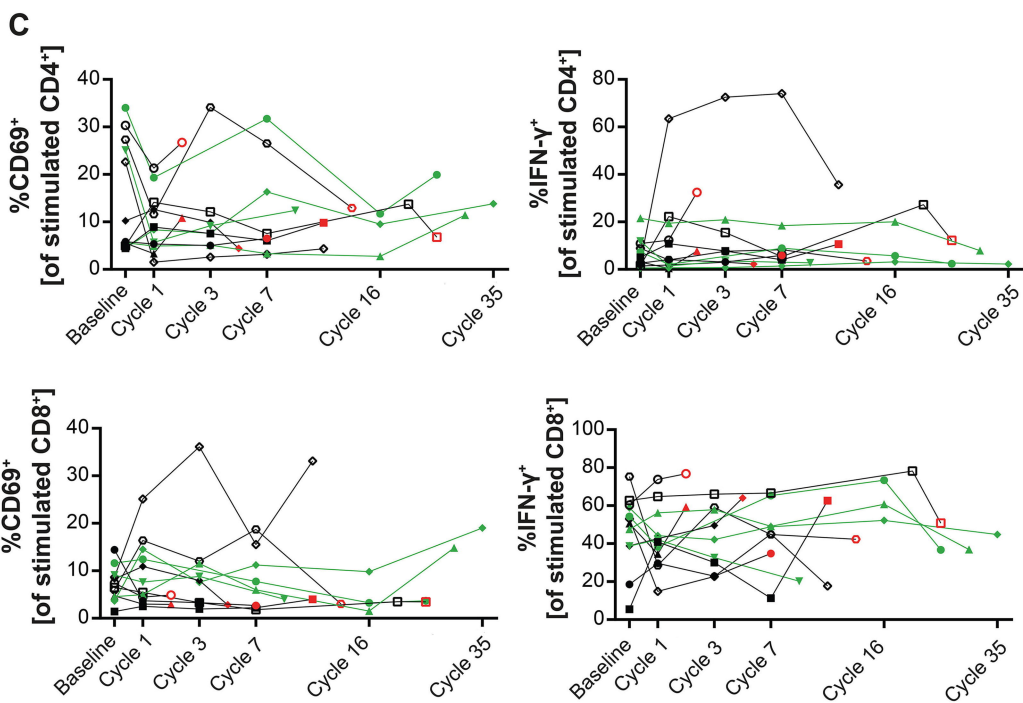 C
%CD69⁺
[of stimulated CD4⁺]
40
30
20
10
0
Baseline
Cycle 1
Cycle 3
Cycle 7
Cycle 16
Cycle 35
%IFN-γ⁺
[of stimulated CD4⁺]
80
60
40
20
0
Baseline
Cycle 1
Cycle 3
Cycle 7
Cycle 16
Cycle 35
%CD69⁺
[of stimulated CD8⁺]
40
30
20
10
0
Baseline
Cycle 1
Cycle 3
Cycle 7
Cycle 16
Cycle 35
%IFN-γ⁺
[of stimulated CD8⁺]
100
80
60
40
20
0
Baseline
Cycle 1
Cycle 3
Cycle 7
Cycle 16
Cycle 35